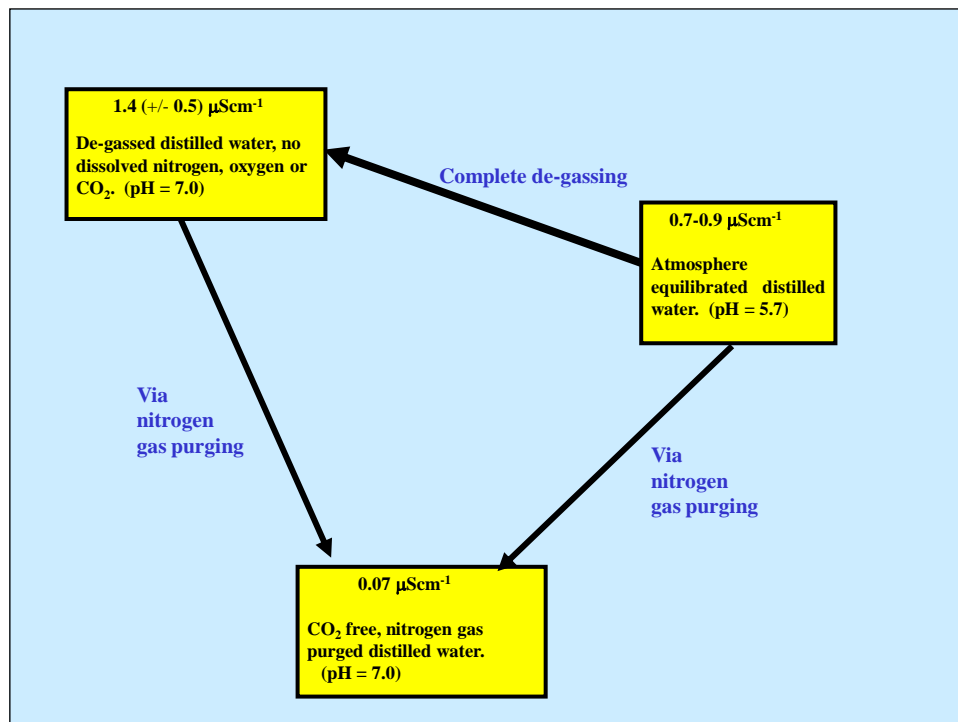 1.4 (+/- 0.5) μScm-1
De-gassed distilled water, no
dissolved nitrogen, oxygen or
CO2. (pH = 7.0)
Complete de-gassing
0.7-0.9 μScm-1
Atmosphere
equilibrated distilled
water. (pH = 5.7)
Via
nitrogen
gas purging
Via
nitrogen
gas purging
0.07 μScm-1
CO2 free, nitrogen gas
purged distilled water.
(pH = 7.0)